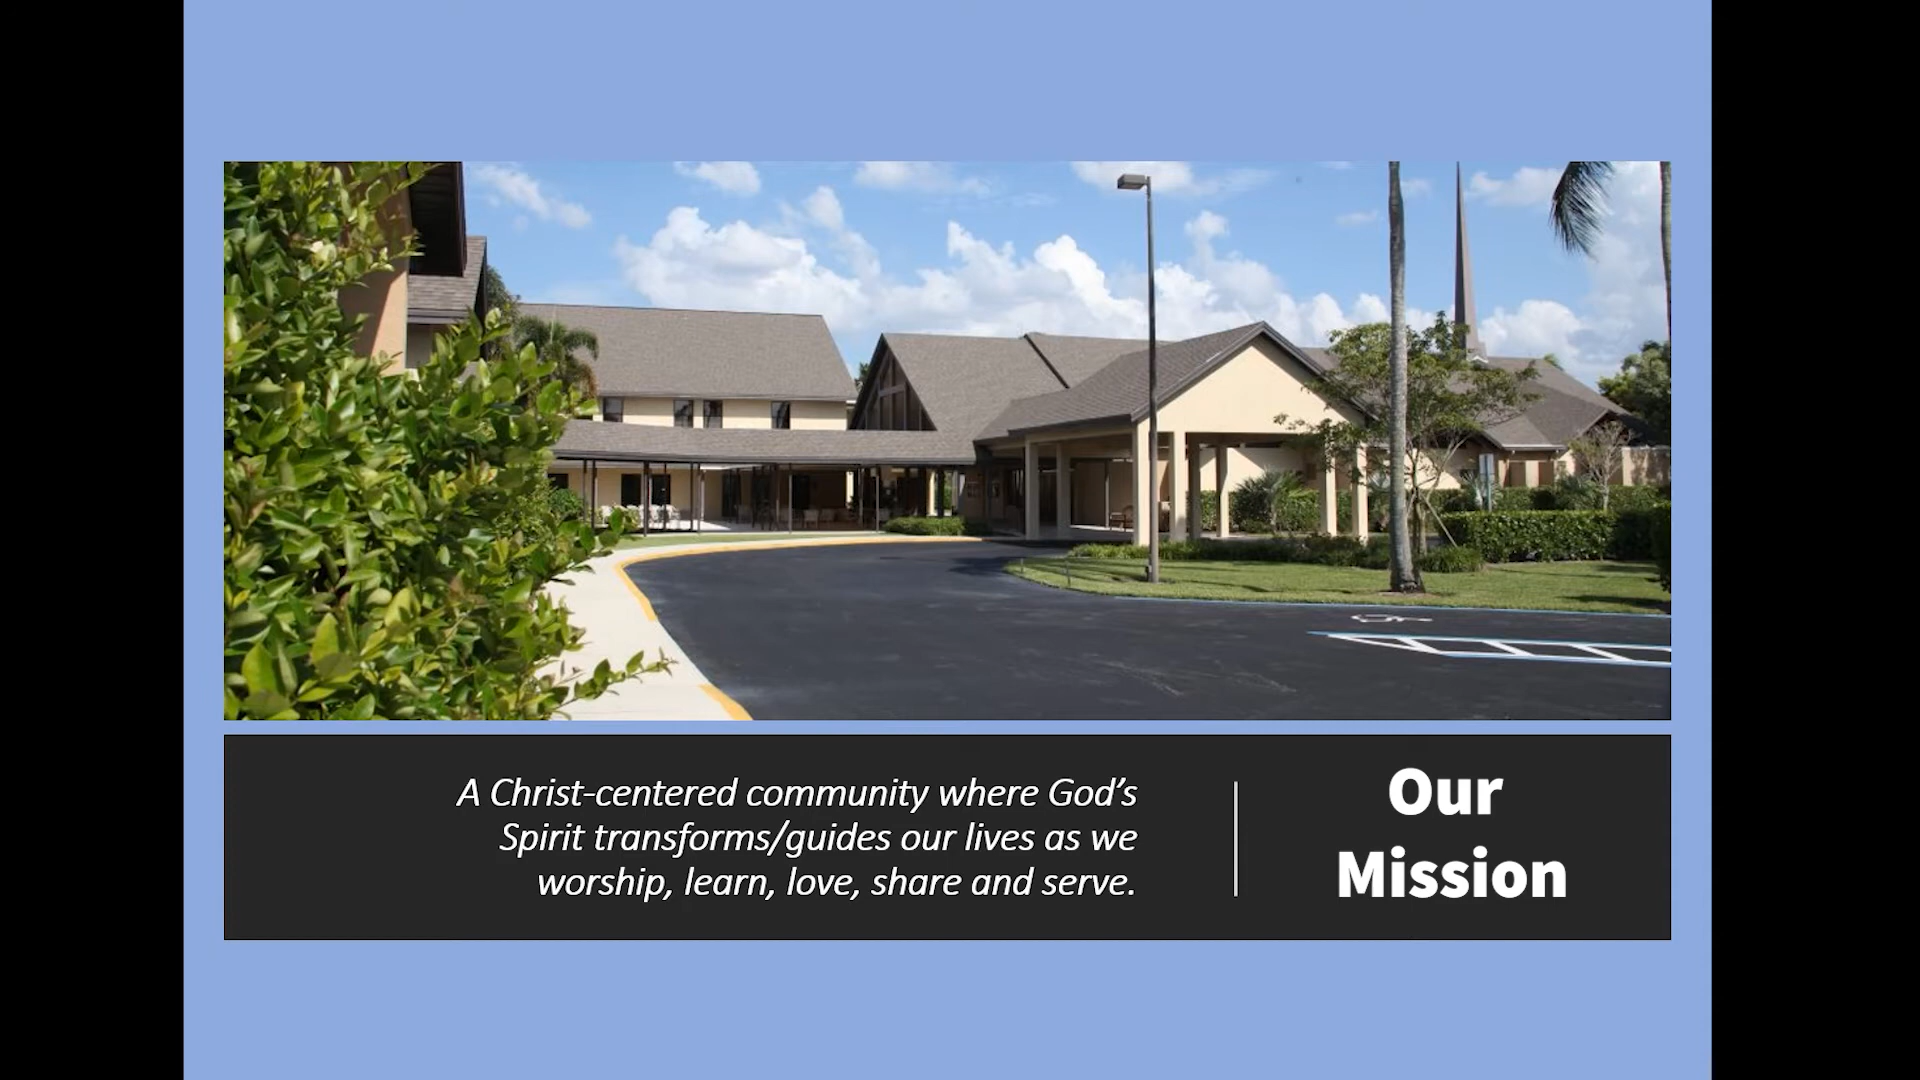 A Christ-centered community where God's
Spirit transforms/guides our lives as we
worship, learn, love, share and serve.
Our
Mission